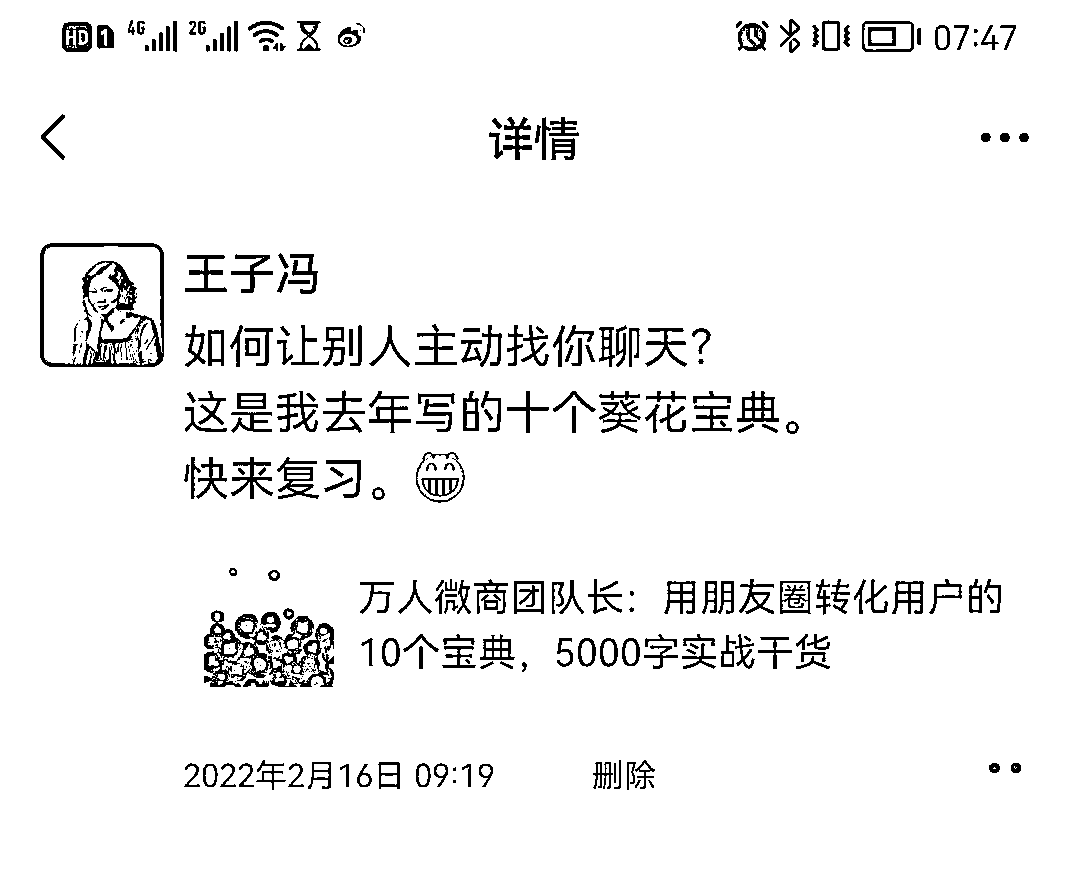 HD 1 4G 2G 07:47
详情
王子冯
如何让别人主动找你聊天？
这是我去年写的十个葵花宝典。
快来复习。
万人微商团队长：用朋友圈转化用户的
10个宝典，5000字实战干货
2022年2月16日 09:19 删除